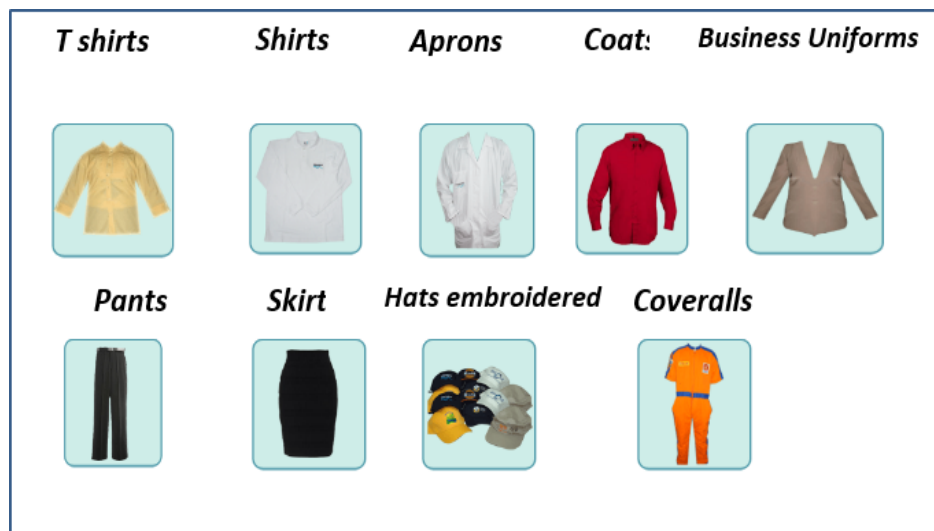 T shirts
Shirts
Aprons
Coats
Business Uniforms
Pants
Skirt
Hats embroidered
Coveralls